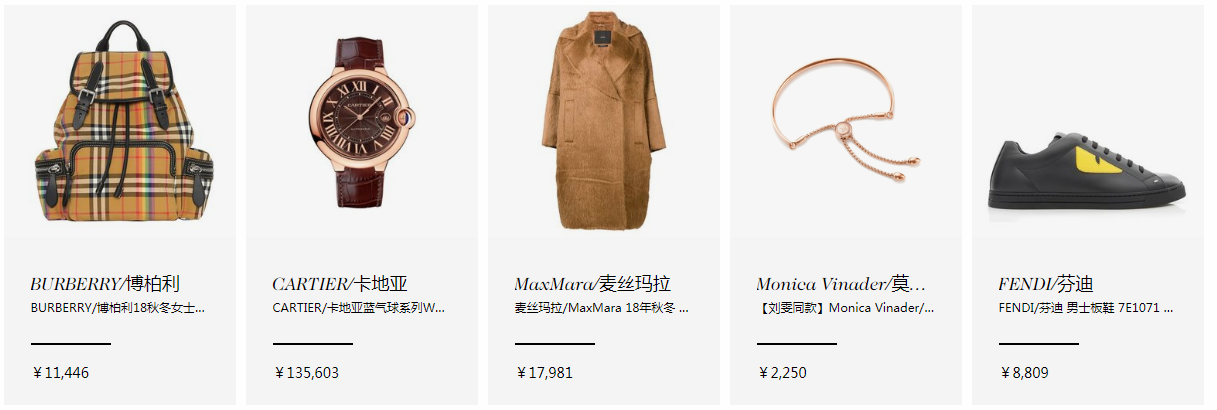 BURBERRY/博柏利
BURBERRY/博柏利18秋冬女士...
￥11,446
CARTIER
CARTIER/卡地亚
CARTIER/卡地亚蓝气球系列W...
￥135,603
MaxMara/麦丝玛拉
麦丝玛拉/MaxMara 18年秋冬 ...
￥17,981
Monica Vinader/莫...
【刘雯同款】Monica Vinader/...
￥2,250
FENDI/芬迪
FENDI/芬迪 男士板鞋 7E1071 ...
￥8,809